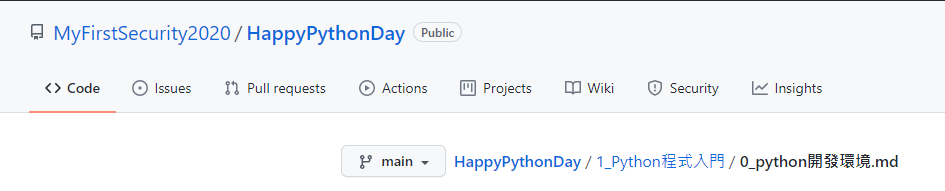 MyFirstSecurity2020 / HappyPythonDay Public
Code Issues Pull requests Actions Projects Wiki Security Insights
main HappyPythonDay / 1_Python程式入門 / 0_python開發環境.md